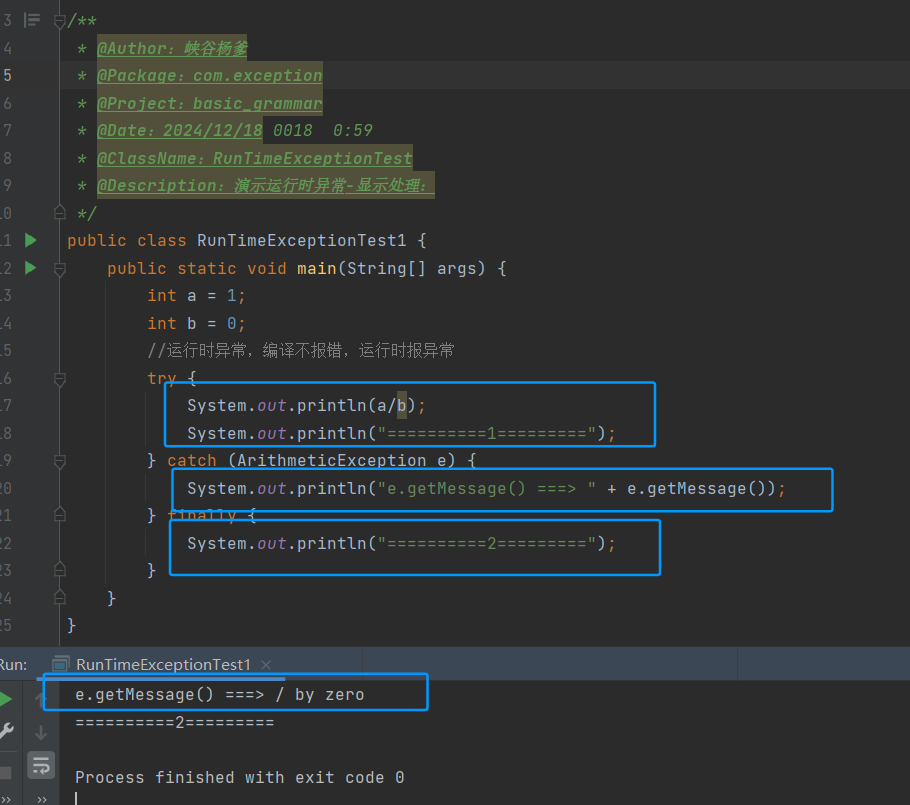 3 /**
4 * @Author: 峡谷杨爹
5 * @Package: com.exception
6 * @Project: basic_grammar
7 * @Date: 2024/12/18 0018  0:59
8 * @ClassName: RunTimeExceptionTest
9 * @Description: 演示运行时异常-显示处理:
10 */
11 public class RunTimeExceptionTest1 {
12 public static void main(String[] args) {
13 int a = 1;
14 int b = 0;
15 //运行时异常, 编译不报错, 运行时报异常
16 try {
17 System.out.println(a/b);
18 System.out.println("==========1=========");
19 } catch (ArithmeticException e) {
20 System.out.println("e.getMessage() ===> " + e.getMessage());
21 } finally {
22 System.out.println("==========2=========");
23 }
24 }
25 }
Run: RunTimeExceptionTest1 ×
e.getMessage() ===> / by zero
==========2=========
Process finished with exit code 0